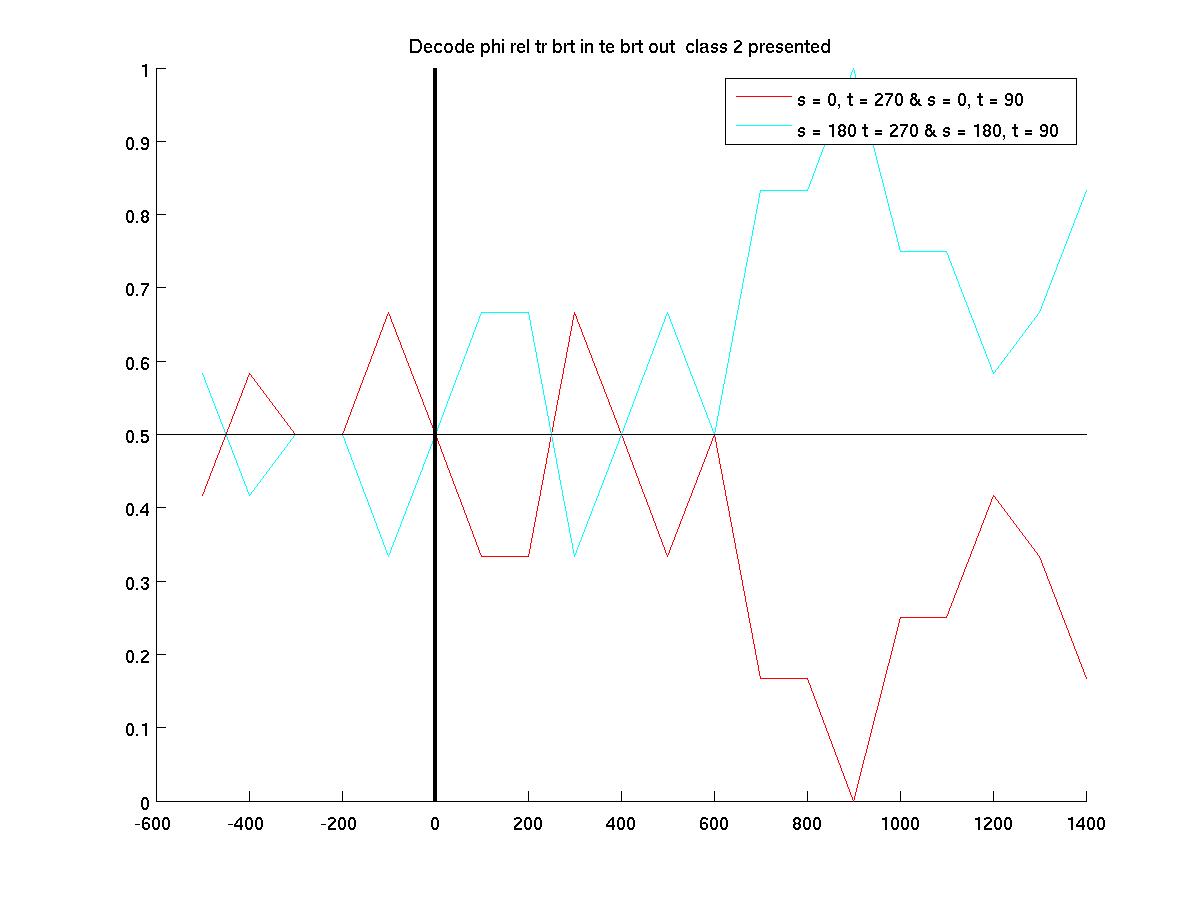 Decode phi rel tr brt in te brt out class 2 presented
1
s = 0, t = 270 & s = 0, t = 90
s = 180 t = 270 & s = 180, t = 90
0.9
0.8
0.7
0.6
0.5
0.4
0.3
0.2
0.1
0
-600 -400 -200 0 200 400 600 800 1000 1200 1400